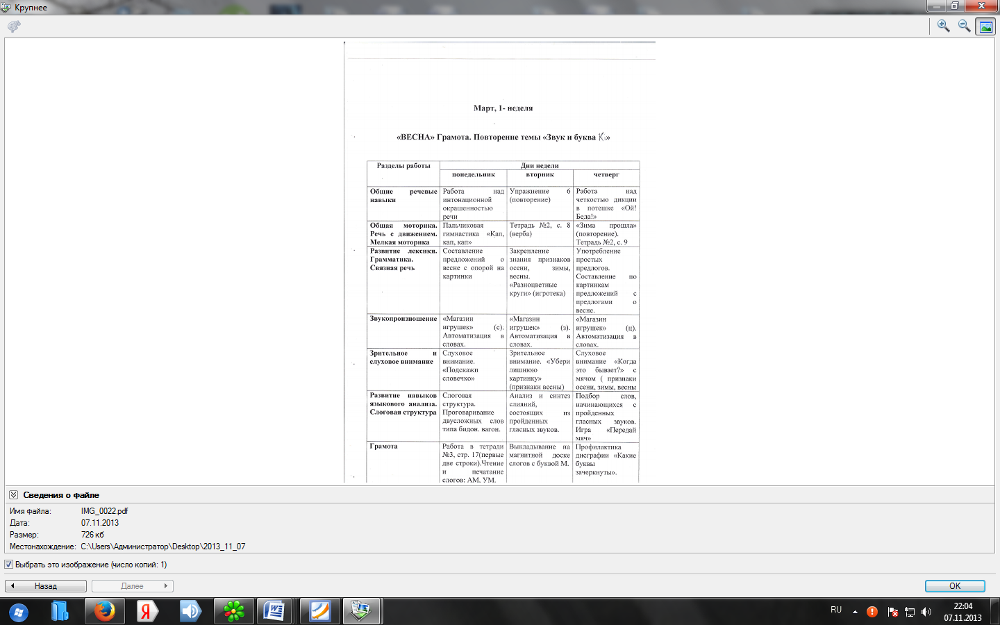 Крупнее
Март, 1- неделя
«ВЕСНА» Грамота. Повторение темы «Звук и буква К»
Разделы работы
Дни недели
понедельник
вторник
четверг
Общие речевые
навыки
Работа над
интонационной
окрашенностью
речи
Упражнение 6
(повторение)
Работа над
четкостью дикции
в потешке «Ой!
Беда!»
Общая моторика.
Речь с движением.
Мелкая моторика
Пальчиковая
гимнастика «Кап,
кап, кап»
Тетрадь №2, с. 8
(верба)
«Зима прошла»
(повторение).
Тетрадь №2, с. 9
Развитие лексики.
Грамматика.
Связная речь
Составление
предложений о
весне с опорой на
картинки
Закрепление
знания признаков
осени, зимы,
весны.
«Разноцветные
круги» (игротека)
Употребление
простых
предлогов.
Составление по
картинкам
предложений с
предлогами о
весне.
Звукопроизношение
«Магазин
игрушек» (с).
Автоматизация в
словах.
«Магазин
игрушек» (з).
Автоматизация в
словах.
«Магазин
игрушек» (ц).
Автоматизация в
словах.
Зрительное и
слуховое внимание
Слуховое
внимание.
«Подскажи
словечко»
Зрительное
внимание. «Убери
лишнюю
картинку»
(признаки весны)
Слуховое
внимание «Когда
это бывает?» с
мячом ( признаки
осени, зимы, весны
Развитие навыков
языкового анализа.
Слоговая структура
Слоговая
структура.
Проговаривание
двусложных слов
типа бидон. вагон.
Анализ и синтез
слияний,
состоящих из
пройденных
гласных звуков.
Подбор слов,
начинающихся с
пройденных
гласных звуков.
Игра «Передай
мяч»
Грамота
Работа в тетради
№3, стр. 17(первые
две строки).Чтение
и печатание
слогов: АМ, УМ.
Выкладывание на
магнитной доске
слогов с буквой М.
Профилактика
дисграфии «Какие
буквы
зачеркнуты».
Сведения о файле
Имя файла: IMG_0022.pdf
Дата: 07.11.2013
Размер: 726 кб
Местонахождение: C:\Users\Администратор\Desktop\2013_11_07
Выбрать это изображение (число копий: 1)
Назад
Далее
OK
RU
22:04
07.11.2013